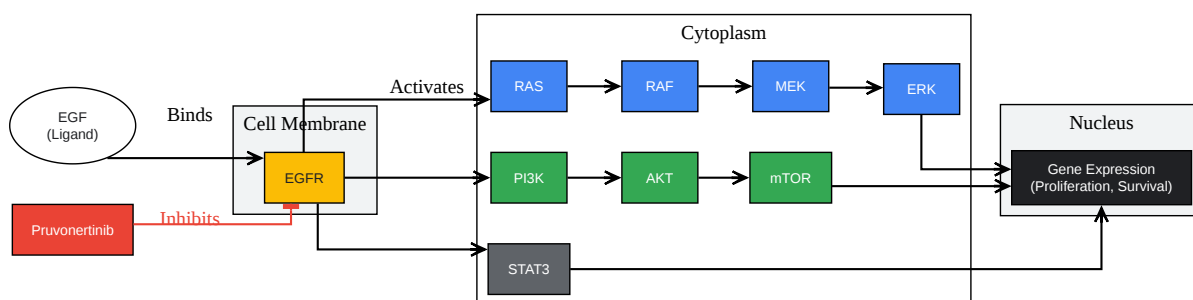 Cytoplasm
Activates
RAS
RAF
MEK
ERK
EGF
(Ligand)
Binds
Cell Membrane
Nucleus
EGFR
PI3K
AKT
mTOR
Gene Expression
(Proliferation, Survival)
Pruvonertinib
Inhibits
STAT3